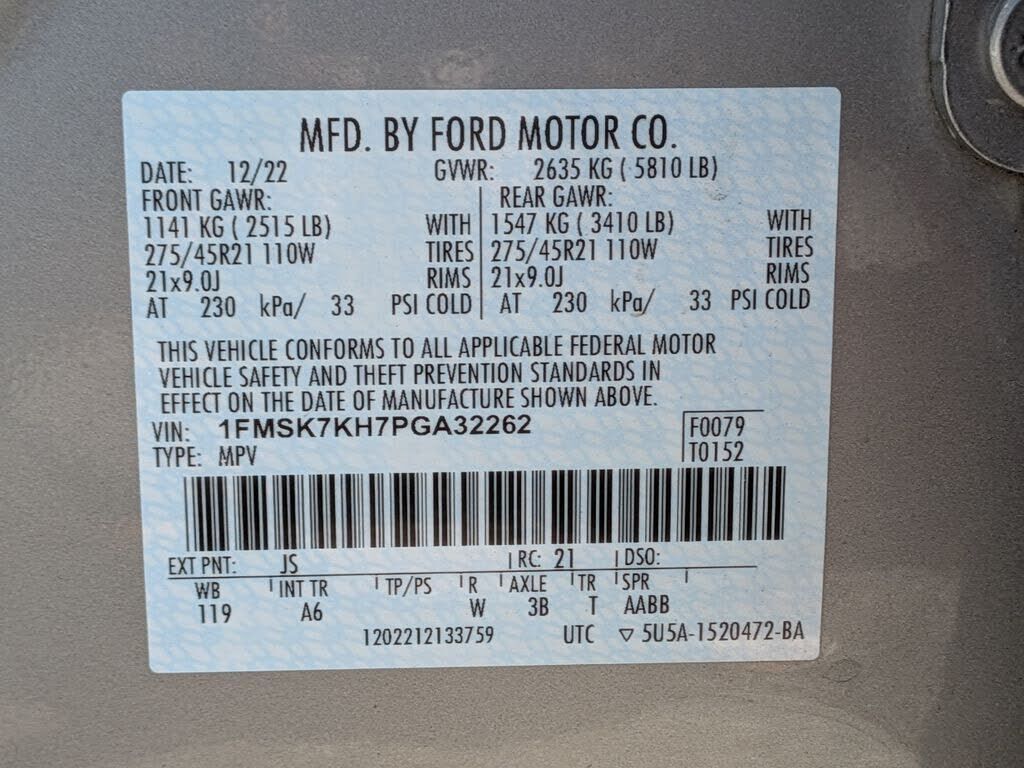 MFD. BY FORD MOTOR CO.
DATE: 12/22 GVWR: 2635 KG ( 5810 LB)
FRONT GAWR: REAR GAWR:
1141 KG ( 2515 LB) WITH 1547 KG ( 3410 LB) WITH
275/45R21 110W TIRES 275/45R21 110W TIRES
21x9.0J RIMS 21x9.0J RIMS
AT 230 kPa/ 33 PSI COLD AT 230 kPa/ 33 PSI COLD
THIS VEHICLE CONFORMS TO ALL APPLICABLE FEDERAL MOTOR
VEHICLE SAFETY AND THEFT PREVENTION STANDARDS IN
EFFECT ON THE DATE OF MANUFACTURE SHOWN ABOVE.
VIN: 1FMSK7KH7PGA32262 F0079
TYPE: MPV T0152
EXT PNT: JS RC: 21 DSO:
WB INT TR TP/PS R AXLE TR SPR
119 A6 W 3B T AABB
1202212133759 UTC ▽ 5U5A-1520472-BA